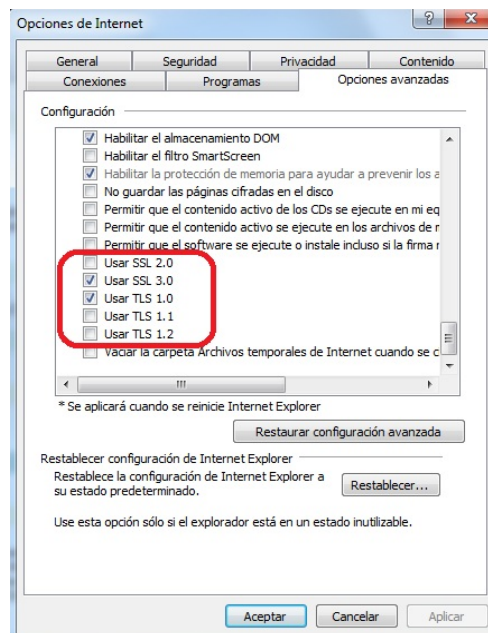 Opciones de Internet
General Seguridad Privacidad Contenido
Conexiones Programas Opciones avanzadas
Configuración
Habilitar el almacenamiento DOM
Habilitar el filtro SmartScreen
Habilitar la protección de memoria para ayudar a prevenir los a
No guardar las páginas cifradas en el disco
Permitir que el contenido activo de los CDs se ejecute en mi eq
Permitir que el contenido activo se ejecute en los archivos de m
Permitir que el software se ejecute o instale incluso si la firma n
Usar SSL 2.0
Usar SSL 3.0
Usar TLS 1.0
Usar TLS 1.1
Usar TLS 1.2
Vaciar la carpeta Archivos temporales de Internet cuando se c
* Se aplicará cuando se reinicie Internet Explorer
Restaurar configuración avanzada
Restablecer configuración de Internet Explorer
Restablece la configuración de Internet Explorer a
su estado predeterminado.
Restablecer...
Use esta opción sólo si el explorador está en un estado inutilizable.
Aceptar Cancelar Aplicar